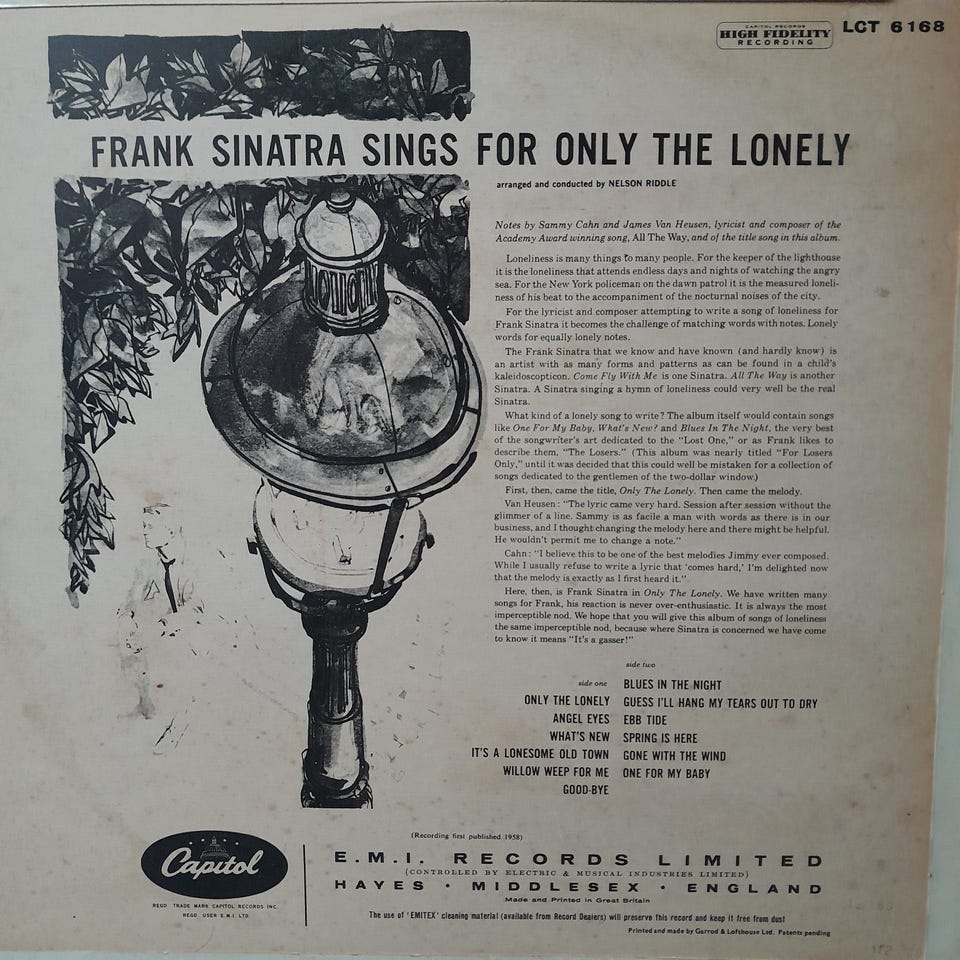 CAPITOL RECORDS
HIGH FIDELITY
RECORDING
LCT 6168
FRANK SINATRA SINGS FOR ONLY THE LONELY
arranged and conducted by NELSON RIDDLE
Notes by Sammy Cahn and James Van Heusen, lyricist and composer of the
Academy Award winning song, All The Way, and of the title song in this album.
Loneliness is many things to many people. For the keeper of the lighthouse
it is the loneliness that attends endless days and nights of watching the angry
sea. For the New York policeman on the dawn patrol it is the measured loneli-
ness of his beat to the accompaniment of the nocturnal noises of the city.
For the lyricist and composer attempting to write a song of loneliness for
Frank Sinatra it becomes the challenge of matching words with notes. Lonely
words for equally lonely notes.
The Frank Sinatra that we know and have known (and hardly know) is
an artist with as many forms and patterns as can be found in a child's
kaleidoscopticon. Come Fly With Me is one Sinatra. All The Way is another
Sinatra. A Sinatra singing a hymn of loneliness could very well be the real
Sinatra.
What kind of a lonely song to write? The album itself would contain songs
like One For My Baby, What's New? and Blues In The Night, the very best
of the songwriter's art dedicated to the "Lost One," or as Frank likes to
describe them, "The Losers." (This album was nearly titled "For Losers
Only," until it was decided that this could well be mistaken for a collection of
songs dedicated to the gentlemen of the two-dollar window.)
First, then, came the title, Only The Lonely. Then came the melody.
Van Heusen: "The lyric came very hard. Session after session without the
glimmer of a line. Sammy is as facile a man with words as there is in our
business, and I thought changing the melody here and there might be helpful.
He wouldn't permit me to change a note."
Cahn: "I believe this to be one of the best melodies Jimmy ever composed.
While I usually refuse to write a lyric that 'comes hard,' I'm delighted now
that the melody is exactly as I first heard it."
Here, then, is Frank Sinatra in Only The Lonely. We have written many
songs for Frank, his reaction is never over-enthusiastic. It is always the most
imperceptible nod. We hope that you will give this album of songs of loneliness
the same imperceptible nod, because where Sinatra is concerned we have come
to know it means "It's a gasser!"
side one
ONLY THE LONELY
ANGEL EYES
WHAT'S NEW
IT'S A LONESOME OLD TOWN
WILLOW WEEP FOR ME
GOOD-BYE
side two
BLUES IN THE NIGHT
GUESS I'LL HANG MY TEARS OUT TO DRY
EBB TIDE
SPRING IS HERE
GONE WITH THE WIND
ONE FOR MY BABY
(Recording first published 1958)
Capitol
REGD TRADE MARK CAPITOL RECORDS INC.
REGD USER E.M.I. LTD.
E.M.I. RECORDS LIMITED
(CONTROLLED BY ELECTRIC & MUSICAL INDUSTRIES LIMITED)
HAYES · MIDDLESEX · ENGLAND
Made and Printed in Great Britain
The use of 'EMITEX' cleaning material (available from Record Dealers) will preserve this record and keep it free from dust
Printed and made by Garrod & Lofthouse Ltd. Patents pending